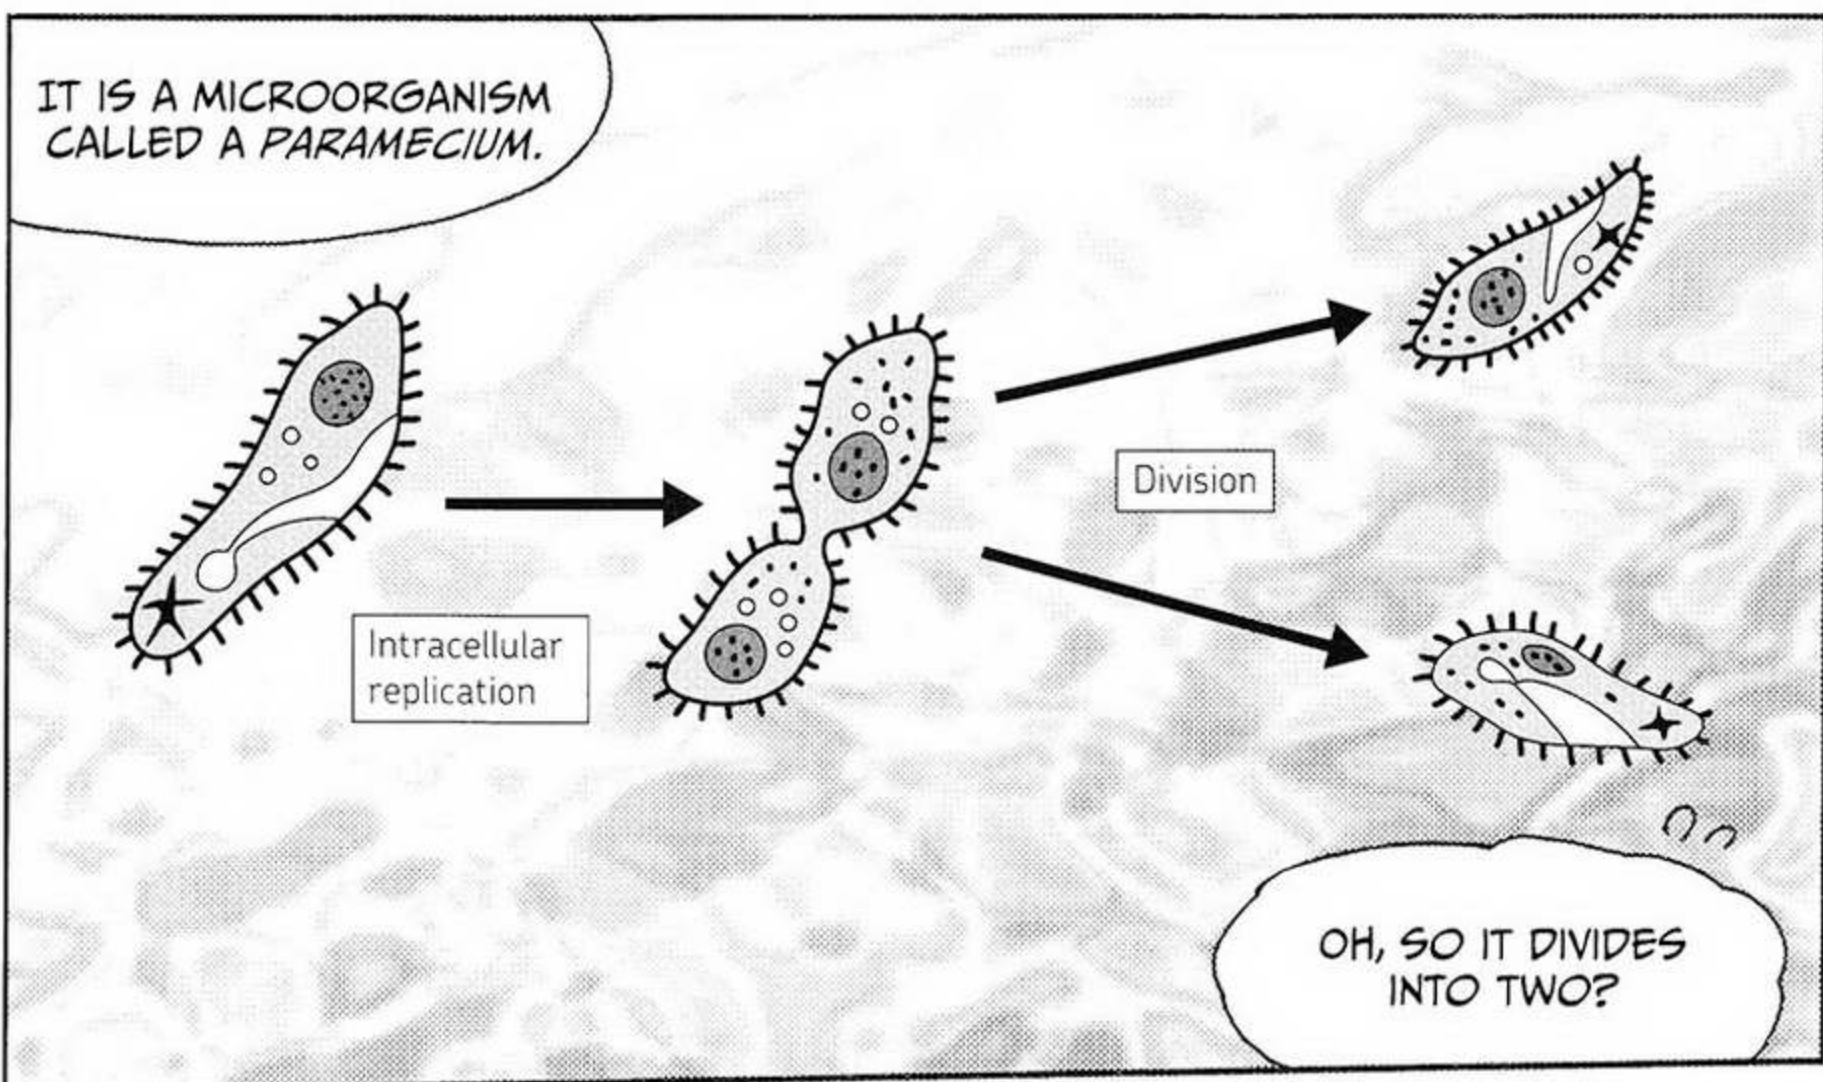 IT IS A MICROORGANISM
CALLED A PARAMECIUM.
Intracellular
replication
Division
OH, SO IT DIVIDES
INTO TWO?